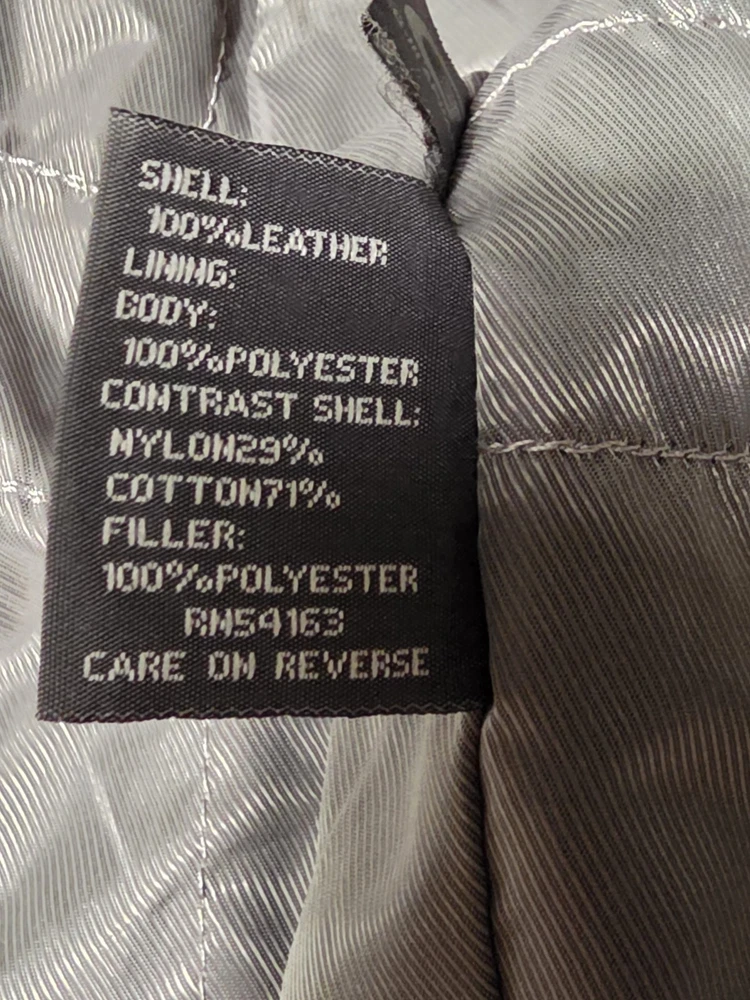 SHELL:
100%LEATHER
LINING:
BODY:
100%POLYESTER
CONTRAST SHELL:
NYLON29%
COTTON71%
FILLER:
100%POLYESTER
RN54163
CARE ON REVERSE